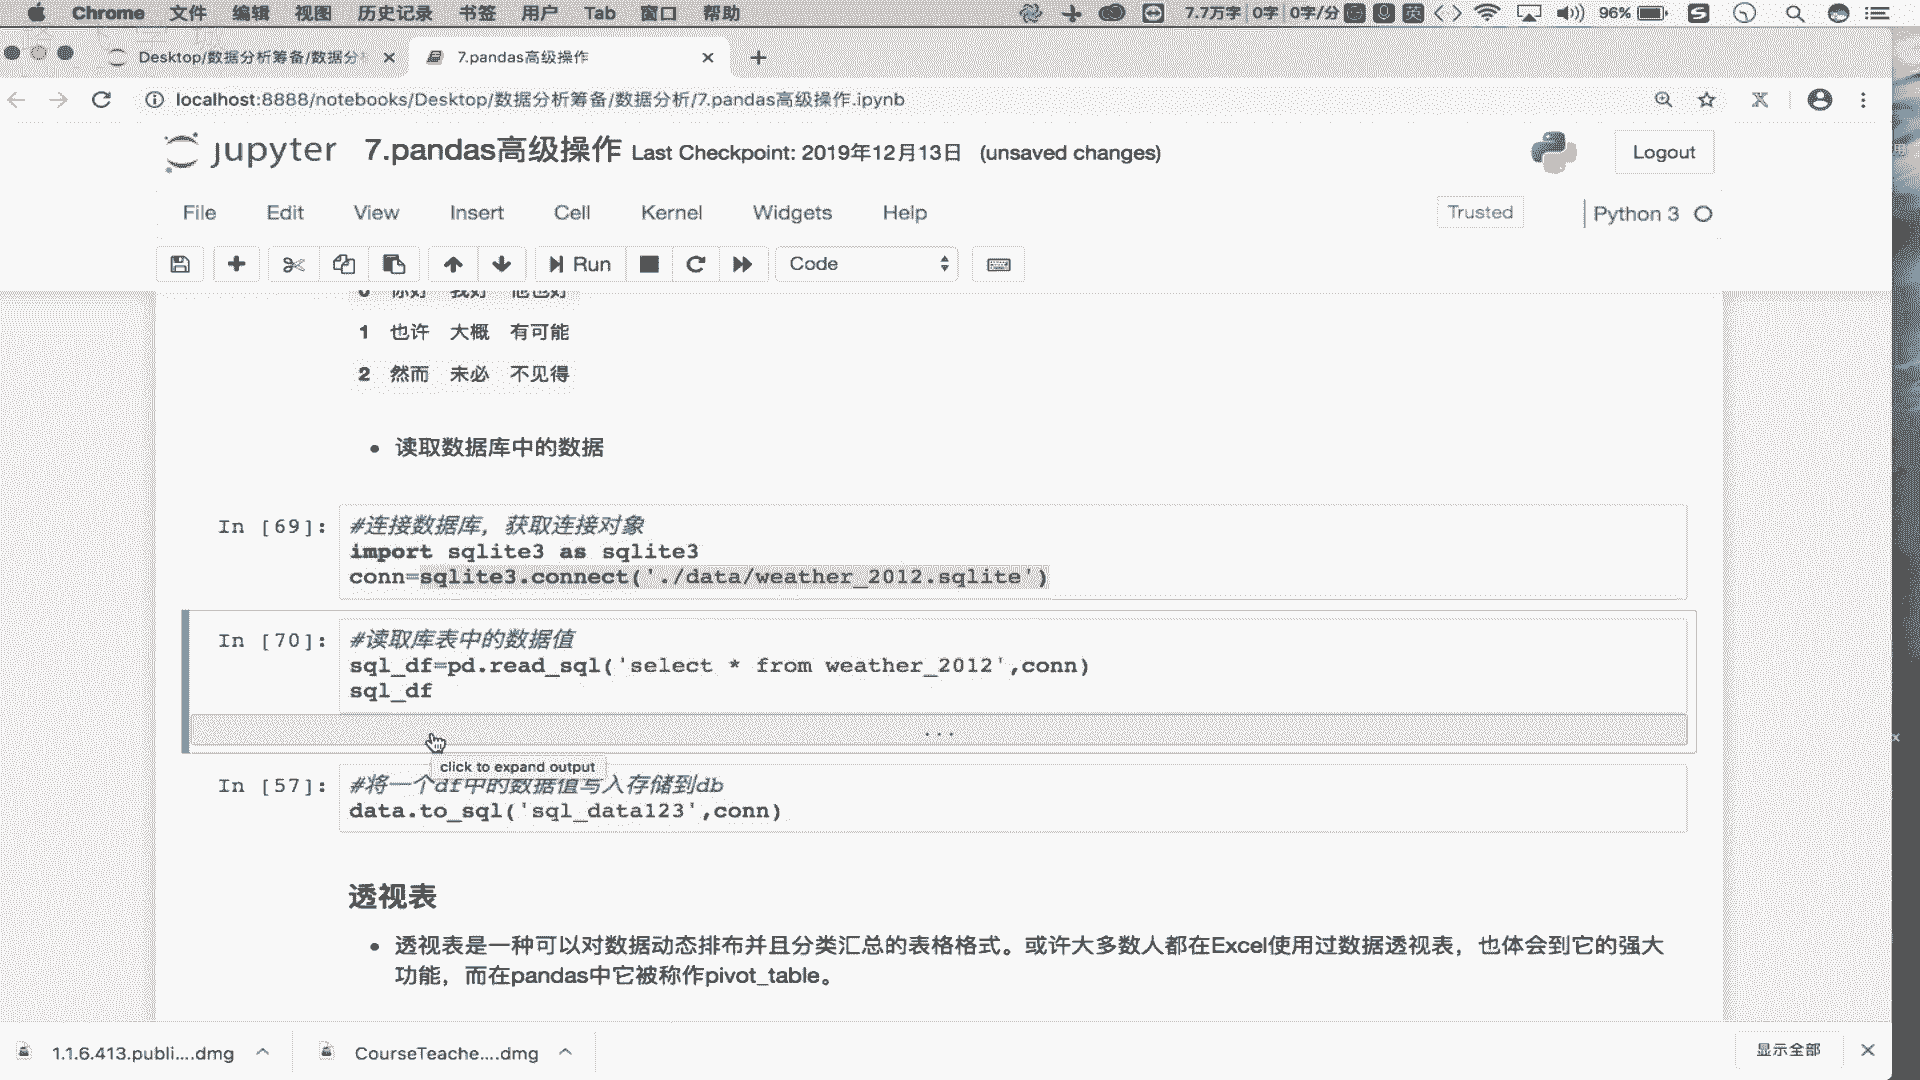 Chrome 文件 编辑 视图 历史记录 书签 用户 Tab 窗口 帮助 7.7万字 0字 0字/分 英 96%
Desktop/数据分析筹备/数据分 7.pandas高级操作
localhost:8888/notebooks/Desktop/数据分析筹备/数据分析/7.pandas高级操作.ipynb
jupyter 7.pandas高级操作 Last Checkpoint: 2019年12月13日 (unsaved changes) Logout
File Edit View Insert Cell Kernel Widgets Help Trusted Python 3
Run Code
0 你好 我好 他也好
1 也许 大概 有可能
2 然而 未必 不见得
• 读取数据库中的数据
In [69]: #连接数据库，获取连接对象
import sqlite3 as sqlite3
conn=sqlite3.connect('./data/weather_2012.sqlite')
In [70]: #读取库表中的数据值
sql_df=pd.read_sql('select * from weather_2012',conn)
sql_df
...
click to expand output
In [57]: #将一个df中的数据值写入存储到db
data.to_sql('sql_data123',conn)
透视表
• 透视表是一种可以对数据动态排布并且分类汇总的表格格式。或许大多数人都在Excel使用过数据透视表，也体会到它的强大
功能，而在pandas中它被称作pivot_table。
1.1.6.413.publi....dmg CourseTeache....dmg 显示全部